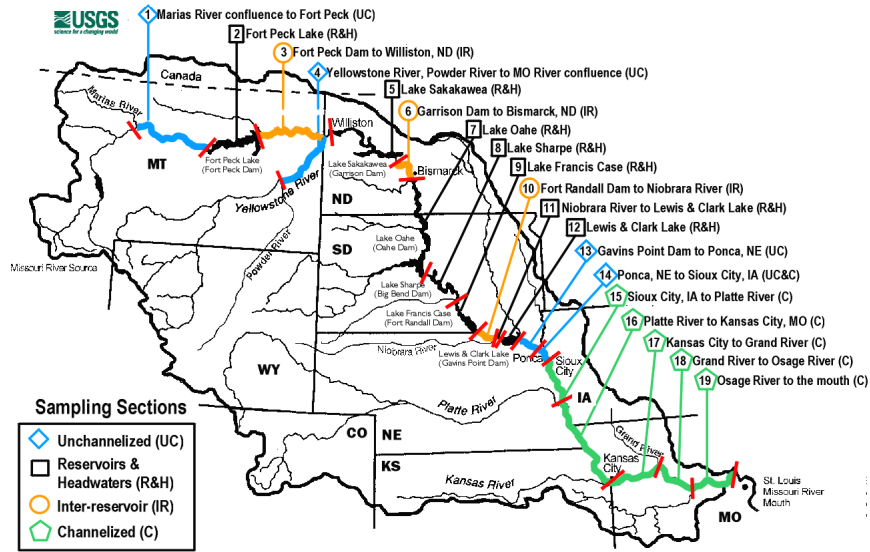 USGS
science for a changing world
1 Marias River confluence to Fort Peck (UC)
2 Fort Peck Lake (R&H)
3 Fort Peck Dam to Williston, ND (IR)
4 Yellowstone River, Powder River to MO River confluence (UC)
5 Lake Sakakawea (R&H)
6 Garrison Dam to Bismarck, ND (IR)
7 Lake Oahe (R&H)
8 Lake Sharpe (R&H)
9 Lake Francis Case (R&H)
10 Fort Randall Dam to Niobrara River (IR)
11 Niobrara River to Lewis & Clark Lake (R&H)
12 Lewis & Clark Lake (R&H)
13 Gavins Point Dam to Ponca, NE (UC)
14 Ponca, NE to Sioux City, IA (UC&C)
15 Sioux City, IA to Platte River (C)
16 Platte River to Kansas City, MO (C)
17 Kansas City to Grand River (C)
18 Grand River to Osage River (C)
19 Osage River to the mouth (C)
Canada
Marias River
Williston
MT
Fort Peck Lake
(Fort Peck Dam)
Lake Sakakawea
(Garrison Dam)
Bismarck
Yellowstone River
ND
Powder River
SD
Lake Oahe
(Oahe Dam)
Missouri River Source
Lake Sharpe
(Big Bend Dam)
Lake Francis Case
(Fort Randall Dam)
Niobrara River
Lewis & Clark Lake
(Gavins Point Dam)
Ponca
Sioux
City
WY
Platte River
IA
CO
NE
KS
Grand River
Kansas
City
Kansas River
St. Louis
Missouri River
Mouth
MO
Sampling Sections
Unchannelized (UC)
Reservoirs &
Headwaters (R&H)
Inter-reservoir (IR)
Channelized (C)